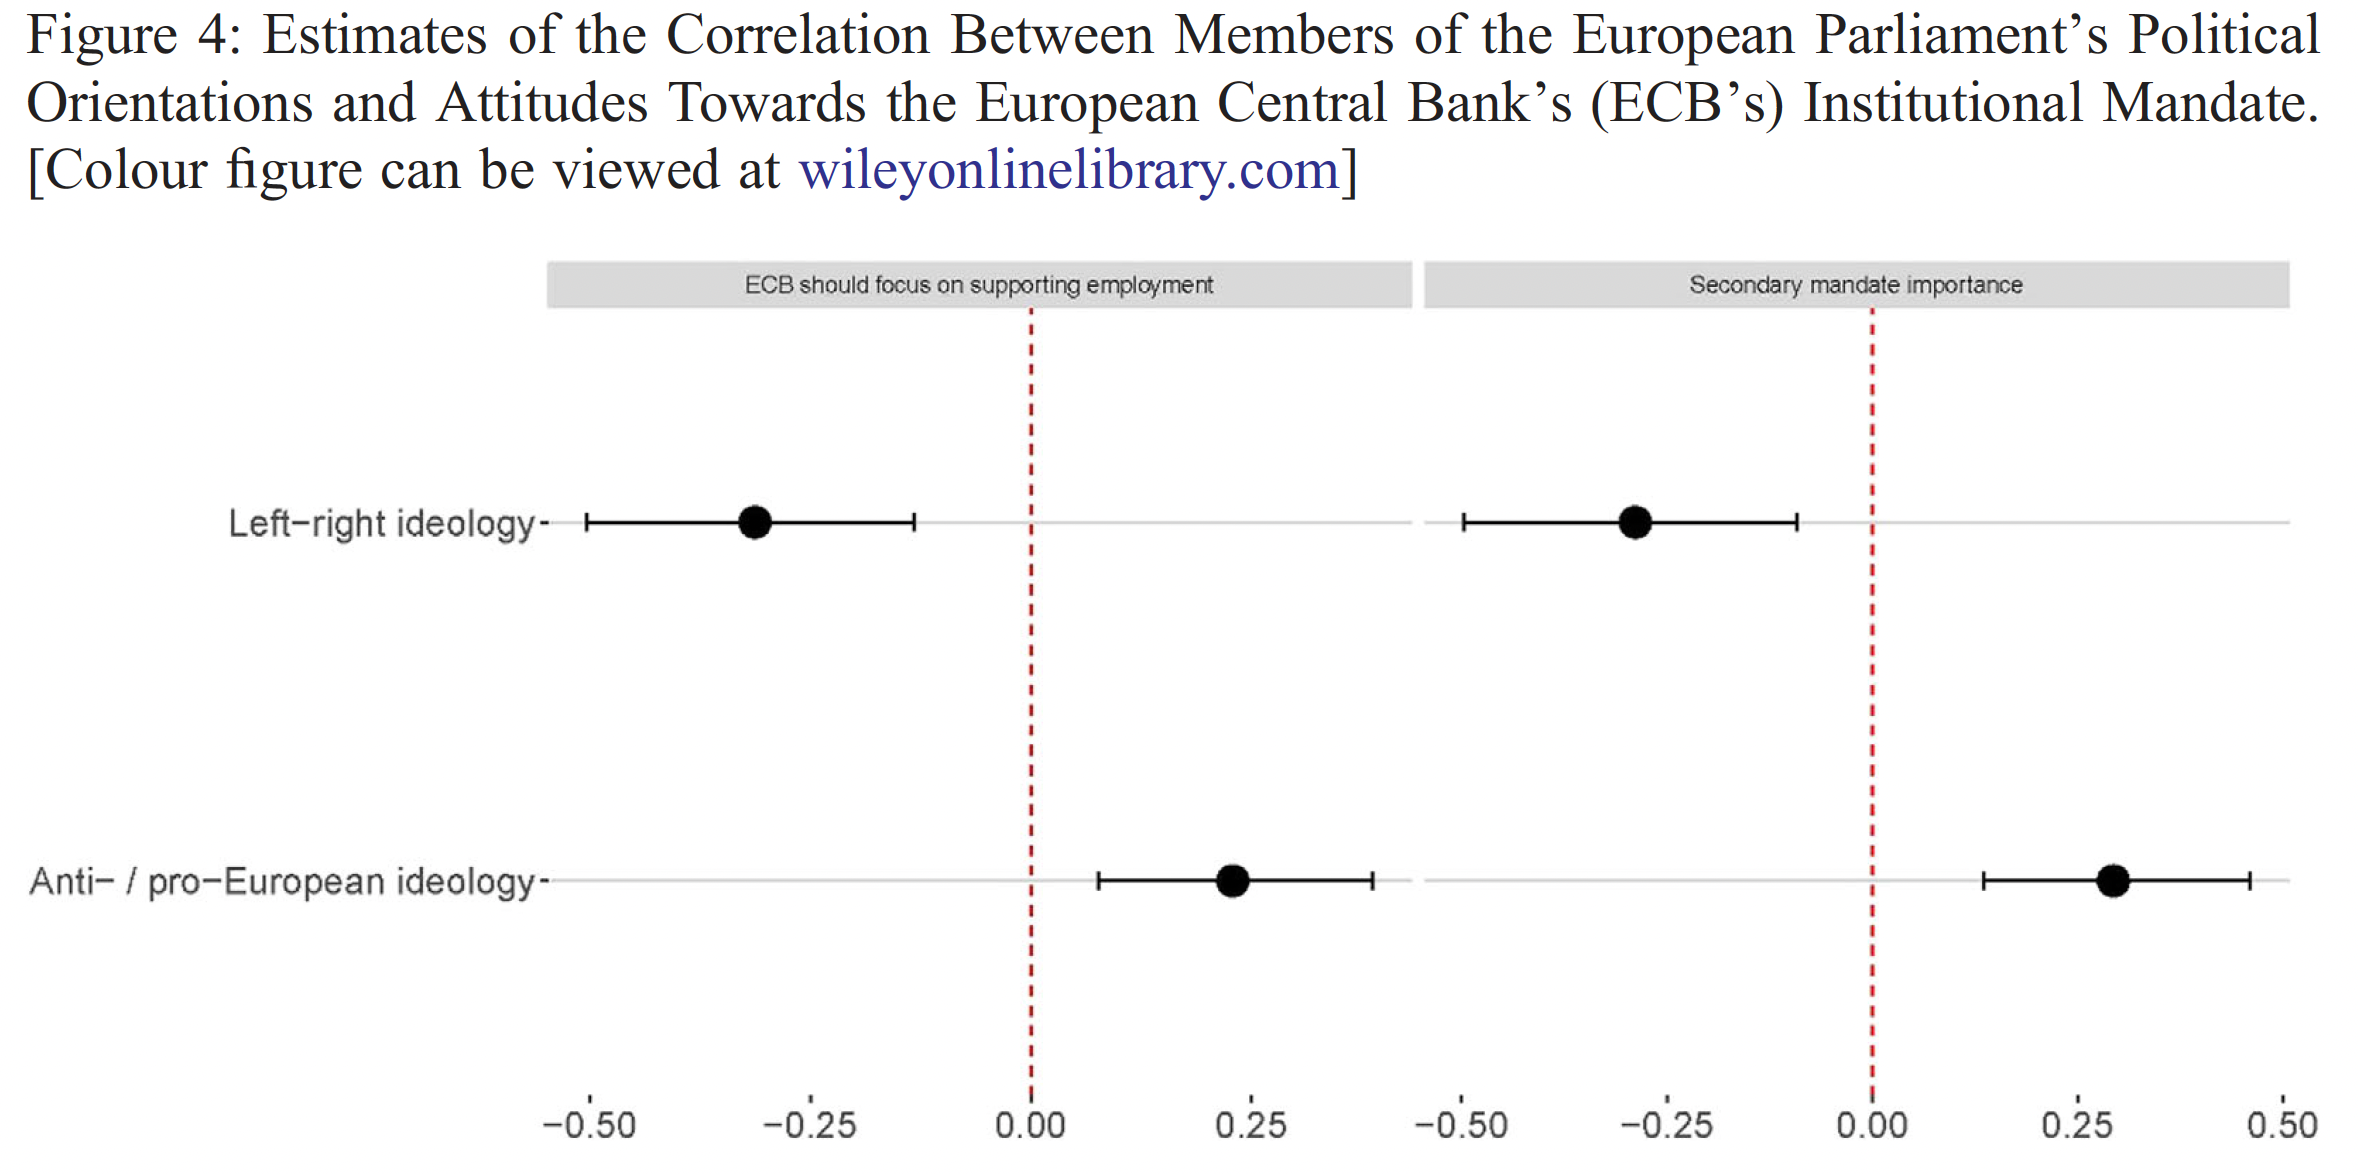 Figure 4: Estimates of the Correlation Between Members of the European Parliament’s Political
Orientations and Attitudes Towards the European Central Bank’s (ECB’s) Institutional Mandate.
[Colour figure can be viewed at wileyonlinelibrary.com]
ECB should focus on supporting employment
Secondary mandate importance
Left−right ideology
Anti− / pro−European ideology
−0.50 −0.25 0.00 0.25
−0.50 −0.25 0.00 0.25 0.50